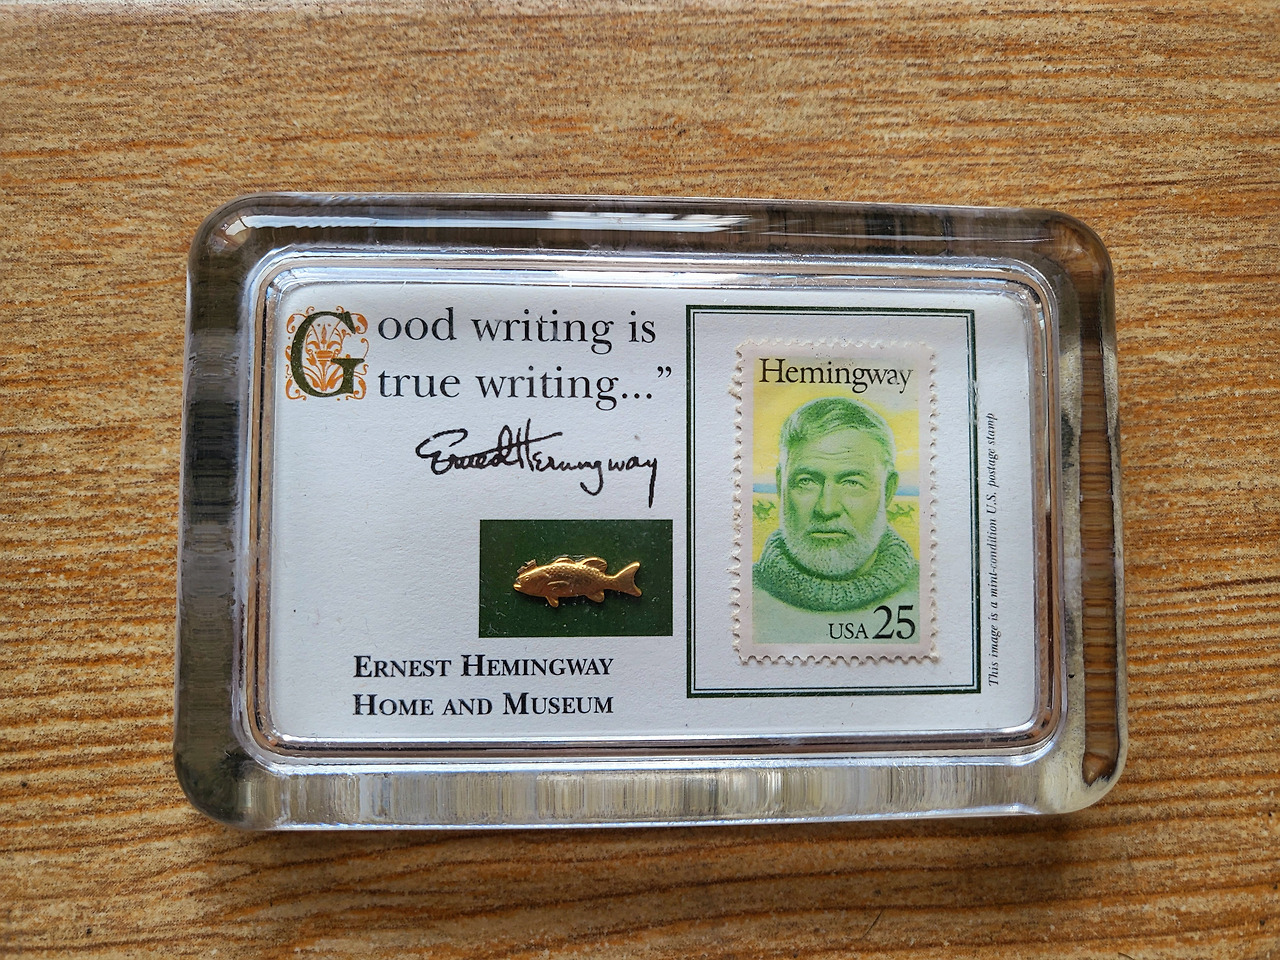 Good writing is
true writing..."
Ernest Hemingway
ERNEST HEMINGWAY
HOME AND MUSEUM
Hemingway
USA 25
This image is a mint-condition U.S. postage stamp